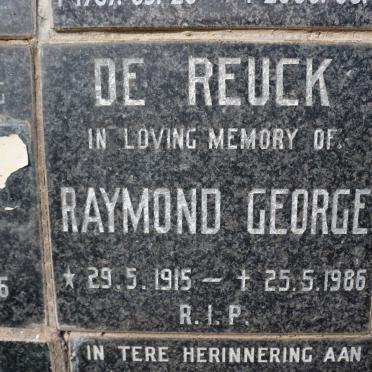 DE REUCK
IN LOVING MEMORY OF
RAYMOND GEORGE
* 29.5.1915 — † 25.5.1986
R.I.P.
IN TERE HERINNERING AAN